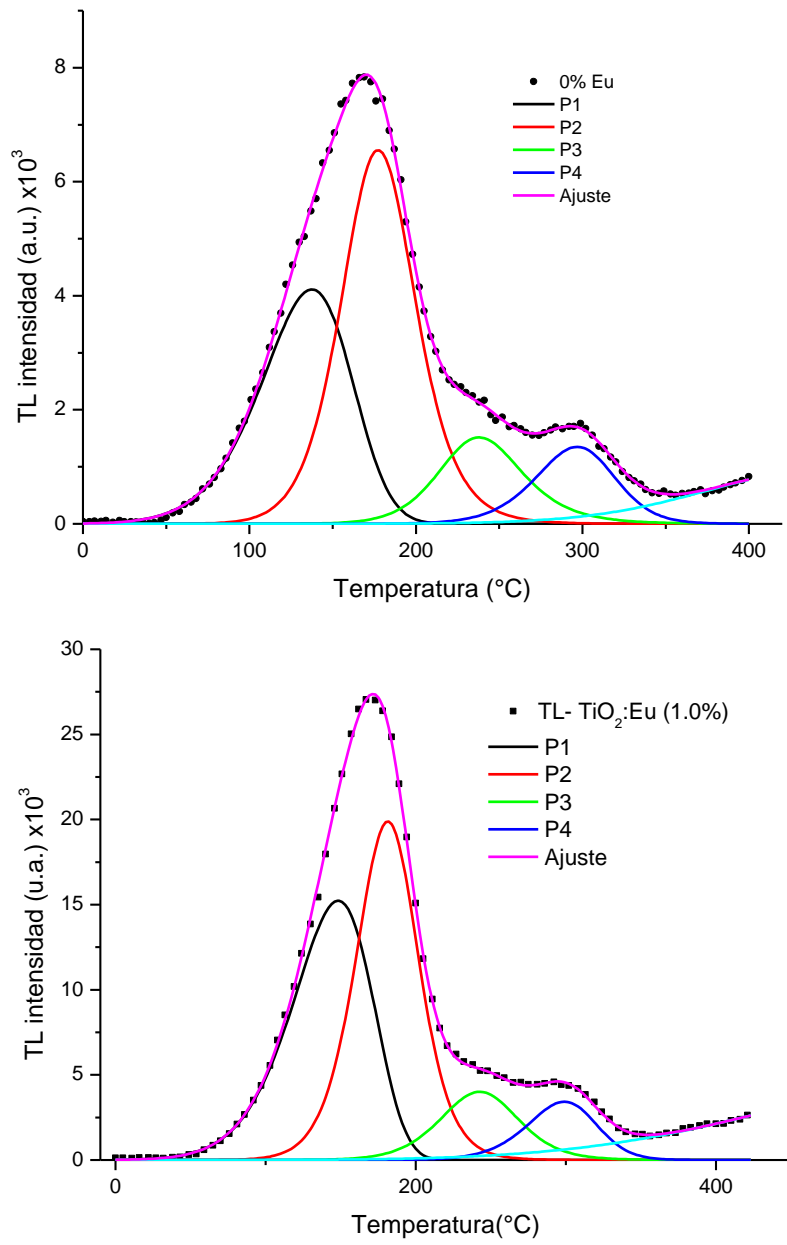 TL intensidad (a.u.) x10³
8
6
4
2
0
0% Eu
P1
P2
P3
P4
Ajuste
0 100 200 300 400
Temperatura (°C)
TL intensidad (u.a.) x10³
30
25
20
15
10
5
0
TL- TiO₂:Eu (1.0%)
P1
P2
P3
P4
Ajuste
0 200 400
Temperatura(°C)